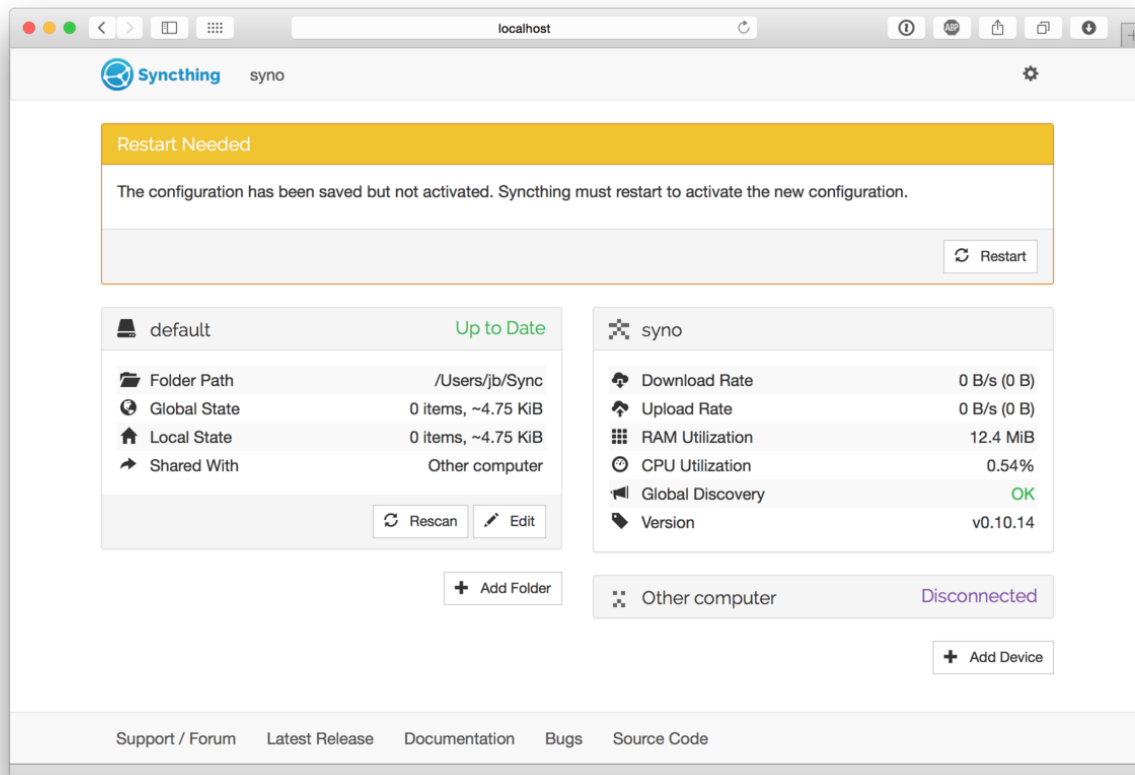 localhost
ABP
Syncthing syno
Restart Needed
The configuration has been saved but not activated. Syncthing must restart to activate the new configuration.
Restart
default Up to Date
Folder Path /Users/jb/Sync
Global State 0 items, ~4.75 KiB
Local State 0 items, ~4.75 KiB
Shared With Other computer
Rescan Edit
Add Folder
syno
Download Rate 0 B/s (0 B)
Upload Rate 0 B/s (0 B)
RAM Utilization 12.4 MiB
CPU Utilization 0.54%
Global Discovery OK
Version v0.10.14
Other computer Disconnected
Add Device
Support / Forum Latest Release Documentation Bugs Source Code